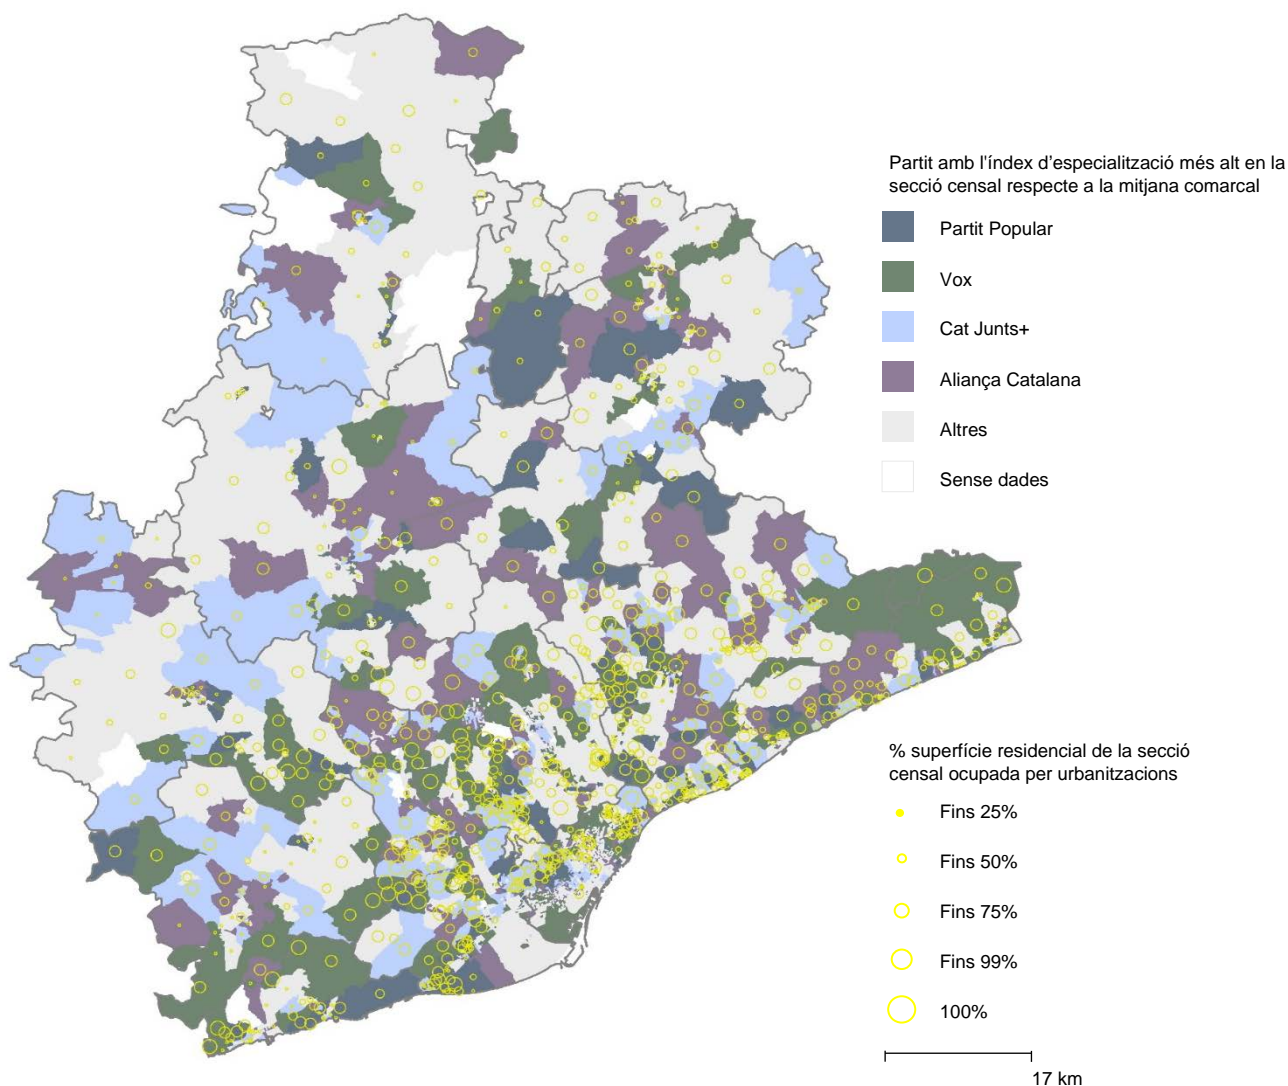 Partit amb l'índex d'especialització més alt en la
secció censal respecte a la mitjana comarcal
Partit Popular
Vox
Cat Junts+
Aliança Catalana
Altres
Sense dades
% superfície residencial de la secció
censal ocupada per urbanitzacions
Fins 25%
Fins 50%
Fins 75%
Fins 99%
100%
17 km